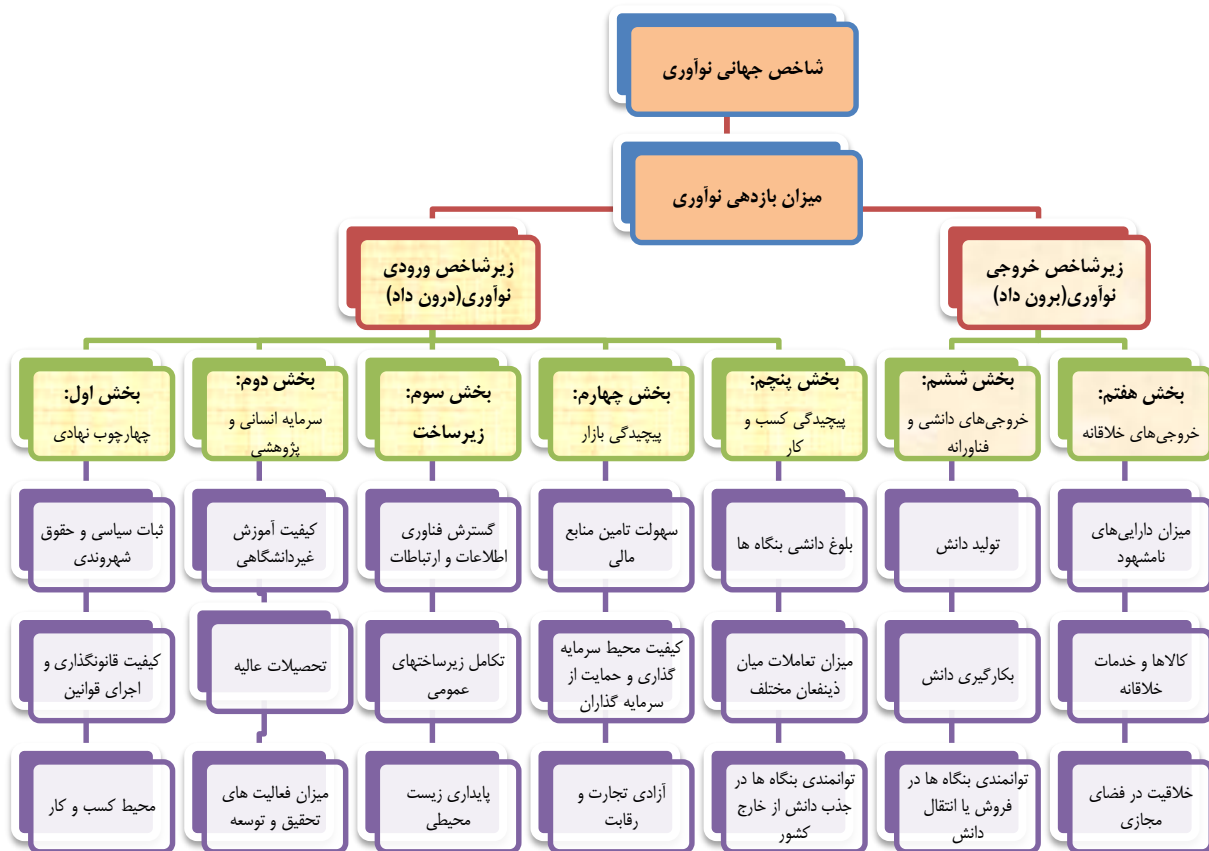 شاخص جهانی نوآوری
میزان بازدهی نوآوری
زیرشاخص خروجی
نوآوری(برون داد)
زیرشاخص ورودی
نوآوری(درون داد)
بخش هفتم:
خروجی‌های خلاقانه
بخش ششم:
خروجی‌های دانشی و
فناورانه
بخش پنچم:
پیچیدگی کسب و
کار
بخش چهارم:
پیچیدگی بازار
بخش سوم:
زیرساخت
بخش دوم:
سرمایه انسانی و
پژوهشی
بخش اول:
چهارچوب نهادی
میزان دارایی‌های
نامشهود
تولید دانش
بلوغ دانشی بنگاه ها
سهولت تامین منابع
مالی
گسترش فناوری
اطلاعات و ارتباطات
کیفیت آموزش
غیردانشگاهی
ثبات سیاسی و حقوق
شهروندی
کالاها و خدمات
خلاقانه
بکارگیری دانش
میزان تعاملات میان
ذینفعان مختلف
کیفیت محیط سرمایه
گذاری و حمایت از
سرمایه گذاران
تکامل زیرساختهای
عمومی
تحصیلات عالیه
کیفیت قانونگذاری و
اجرای قوانین
خلاقیت در فضای
مجازی
توانمندی بنگاه ها در
فروش یا انتقال
دانش
توانمندی بنگاه ها در
جذب دانش از خارج
کشور
آزادی تجارت و
رقابت
پایداری زیست
محیطی
میزان فعالیت های
تحقیق و توسعه
محیط کسب و کار